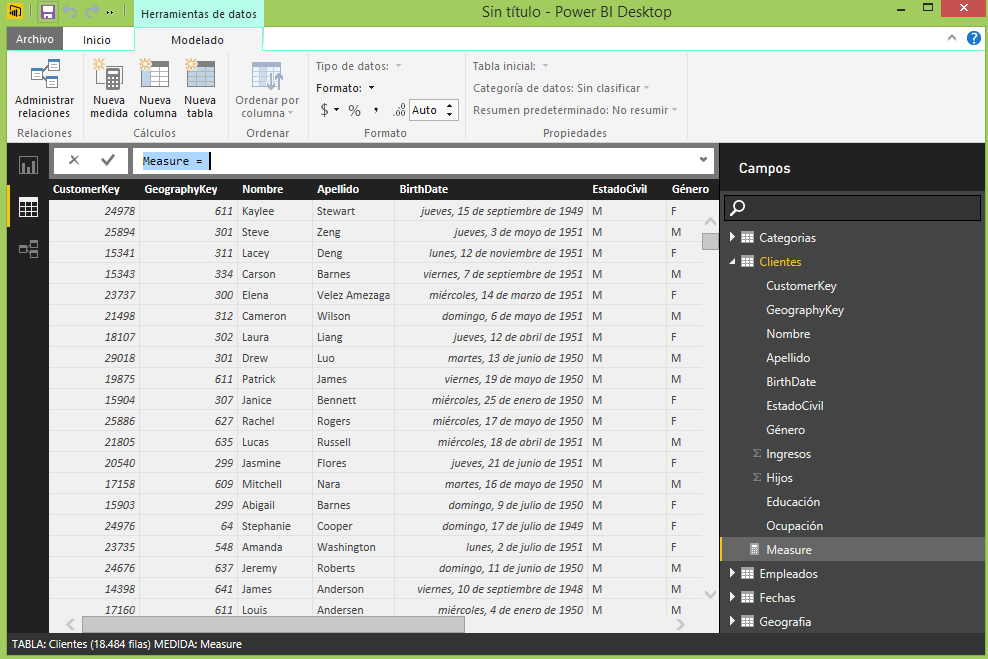 Herramientas de datos
Sin título - Power BI Desktop
Archivo Inicio Modelado
Administrar relaciones
Relaciones
Nueva medida
Nueva columna
Nueva tabla
Cálculos
Ordenar por columna
Ordenar
Tipo de datos:
Formato:
$ % , .00 Auto
Formato
Tabla inicial:
Categoría de datos: Sin clasificar
Resumen predeterminado: No resumir
Propiedades
Measure =
CustomerKey GeographyKey Nombre Apellido BirthDate EstadoCivil Género
24978 611 Kaylee Stewart jueves, 15 de septiembre de 1949 M F
25894 301 Steve Zeng jueves, 3 de mayo de 1951 M M
15341 311 Lacey Deng lunes, 12 de noviembre de 1951 M F
15343 334 Carson Barnes viernes, 7 de septiembre de 1951 M M
23737 300 Elena Velez Amezaga miércoles, 14 de marzo de 1951 M F
21498 312 Cameron Wilson domingo, 6 de mayo de 1951 M M
18107 302 Laura Liang jueves, 12 de abril de 1951 M F
29018 301 Drew Luo martes, 13 de junio de 1950 M M
19875 611 Patrick James viernes, 19 de mayo de 1950 M M
15904 307 Janice Bennett miércoles, 25 de enero de 1950 M F
25886 627 Rachel Rogers miércoles, 17 de mayo de 1950 M F
21805 635 Lucas Russell miércoles, 18 de abril de 1951 M M
20540 299 Jasmine Flores jueves, 21 de junio de 1951 M F
17158 609 Mitchell Nara martes, 16 de mayo de 1950 M M
15903 299 Abigail Barnes domingo, 9 de julio de 1950 M F
24976 64 Stephanie Cooper domingo, 17 de julio de 1949 M F
23735 548 Amanda Washington lunes, 2 de julio de 1951 M F
24676 637 Jeremy Roberts domingo, 11 de junio de 1950 M M
14398 641 James Anderson viernes, 10 de septiembre de 1948 M M
17160 611 Louis Andersen miércoles, 4 de enero de 1950 M M
Campos
Categorias
Clientes
CustomerKey
GeographyKey
Nombre
Apellido
BirthDate
EstadoCivil
Género
Σ Ingresos
Σ Hijos
Educación
Ocupación
Measure
Empleados
Fechas
Geografia
TABLA: Clientes (18.484 filas) MEDIDA: Measure